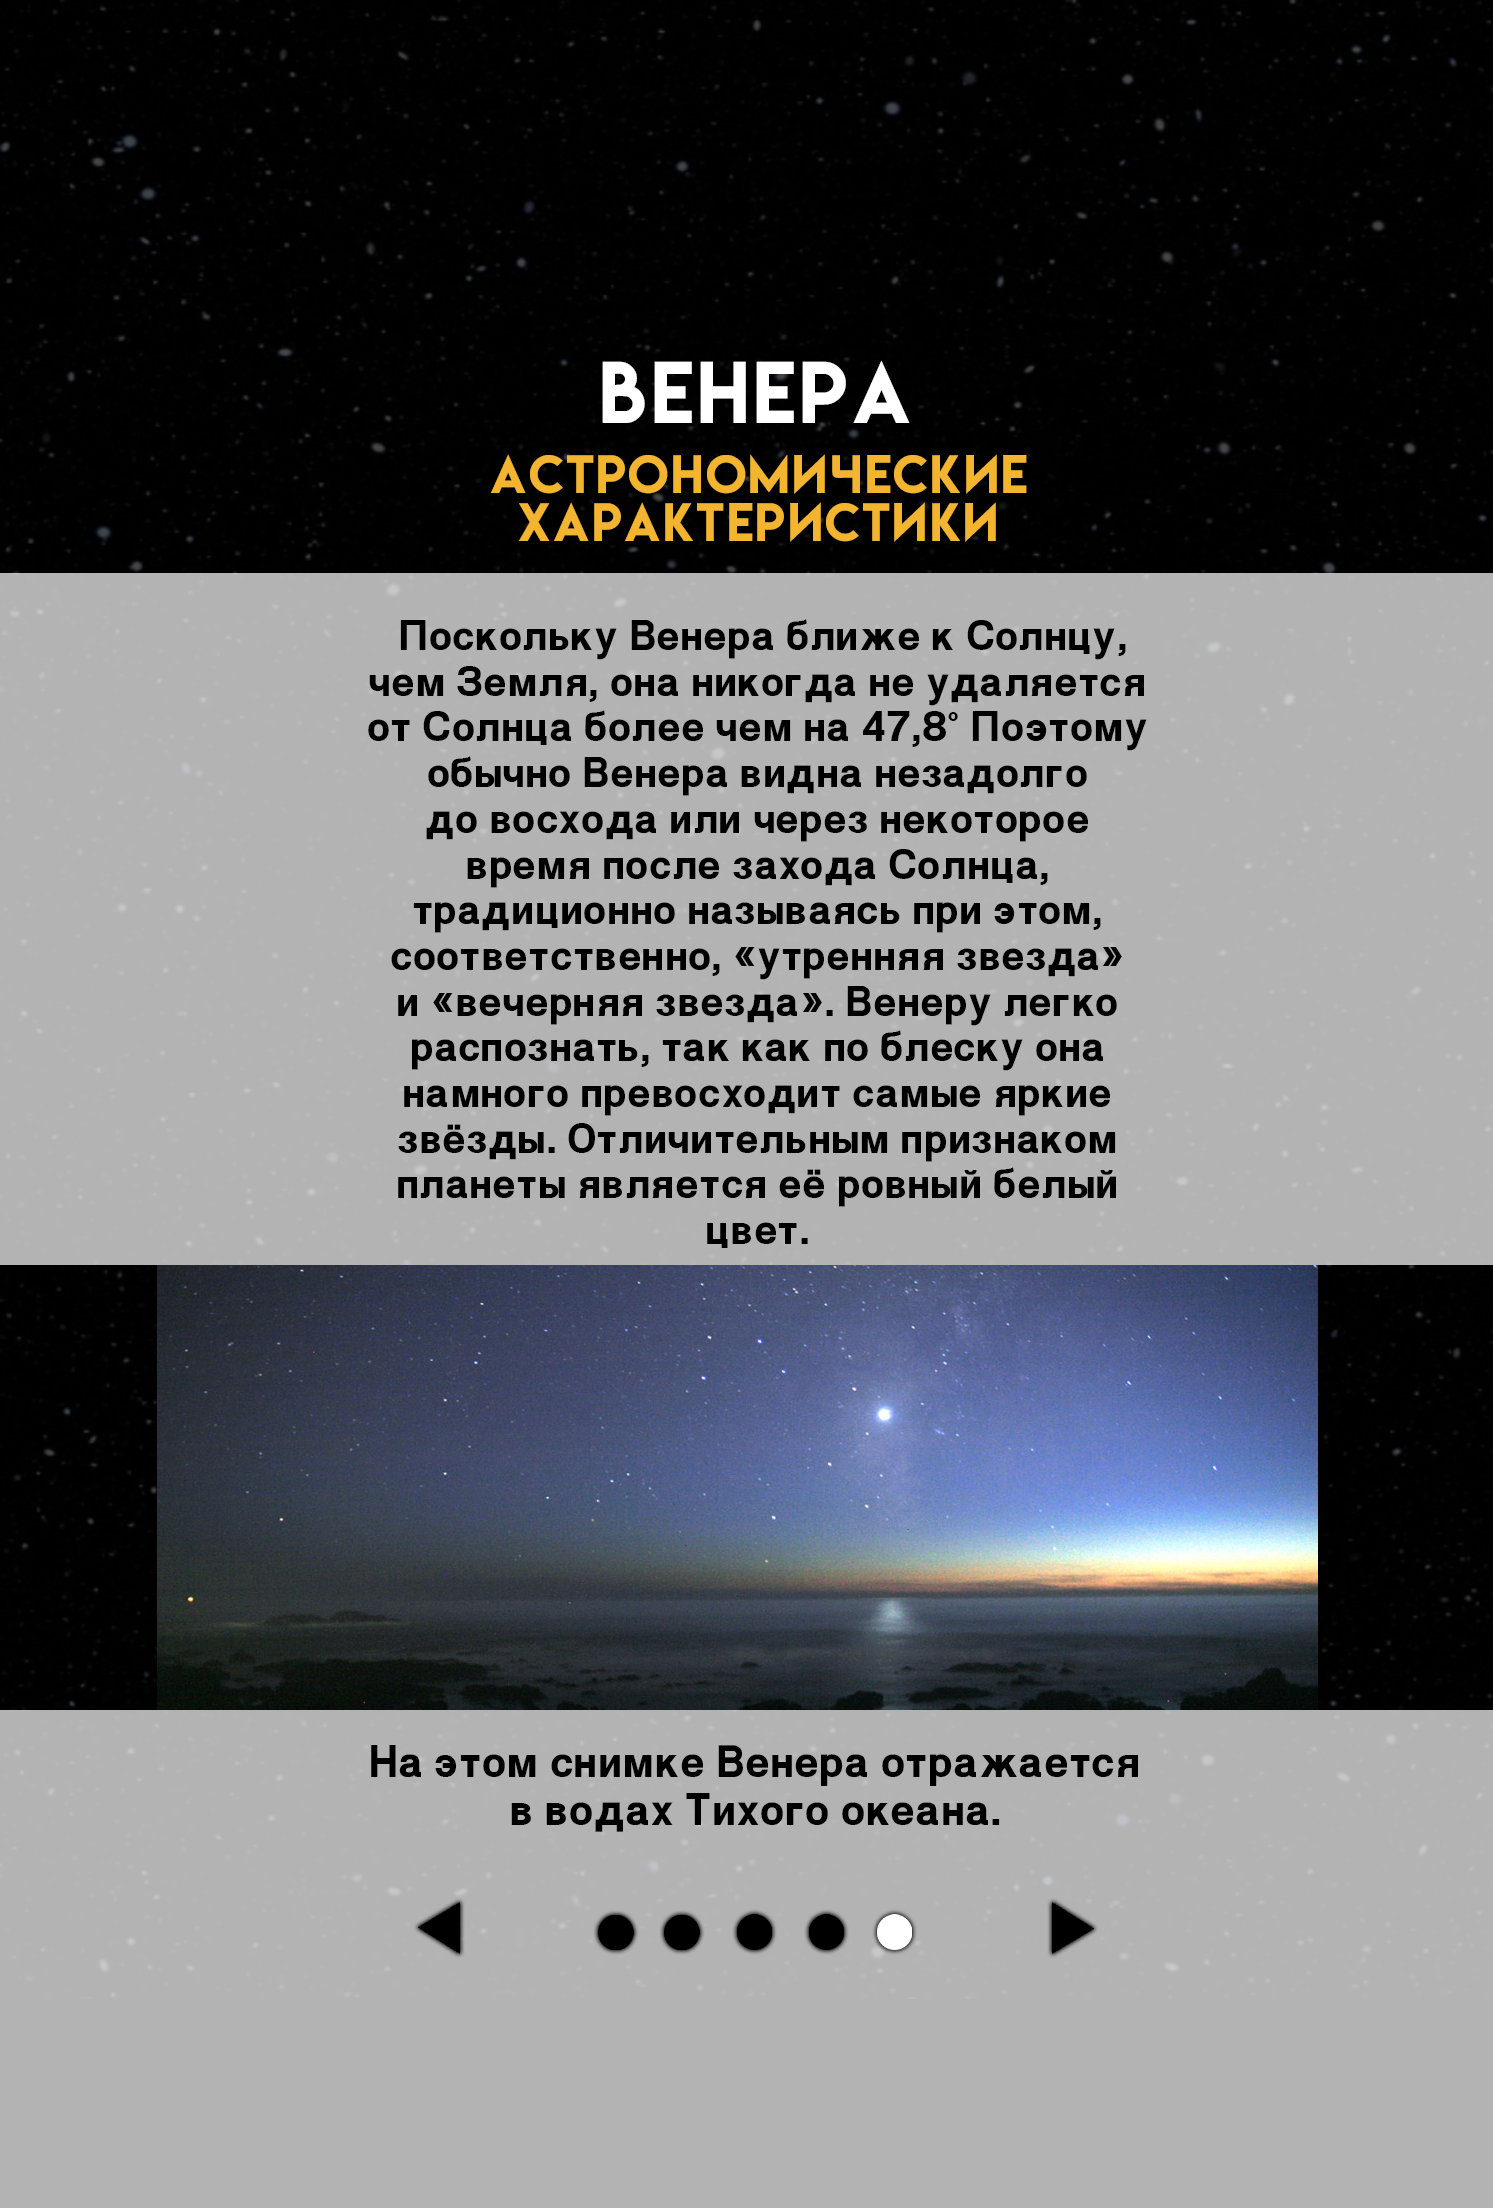 ВЕНЕРА
АСТРОНОМИЧЕСКИЕ
ХАРАКТЕРИСТИКИ
Поскольку Венера ближе к Солнцу,
чем Земля, она никогда не удаляется
от Солнца более чем на 47,8° Поэтому
обычно Венера видна незадолго
до восхода или через некоторое
время после захода Солнца,
традиционно называясь при этом,
соответственно, «утренняя звезда»
и «вечерняя звезда». Венеру легко
распознать, так как по блеску она
намного превосходит самые яркие
звёзды. Отличительным признаком
планеты является её ровный белый
цвет.
На этом снимке Венера отражается
в водах Тихого океана.